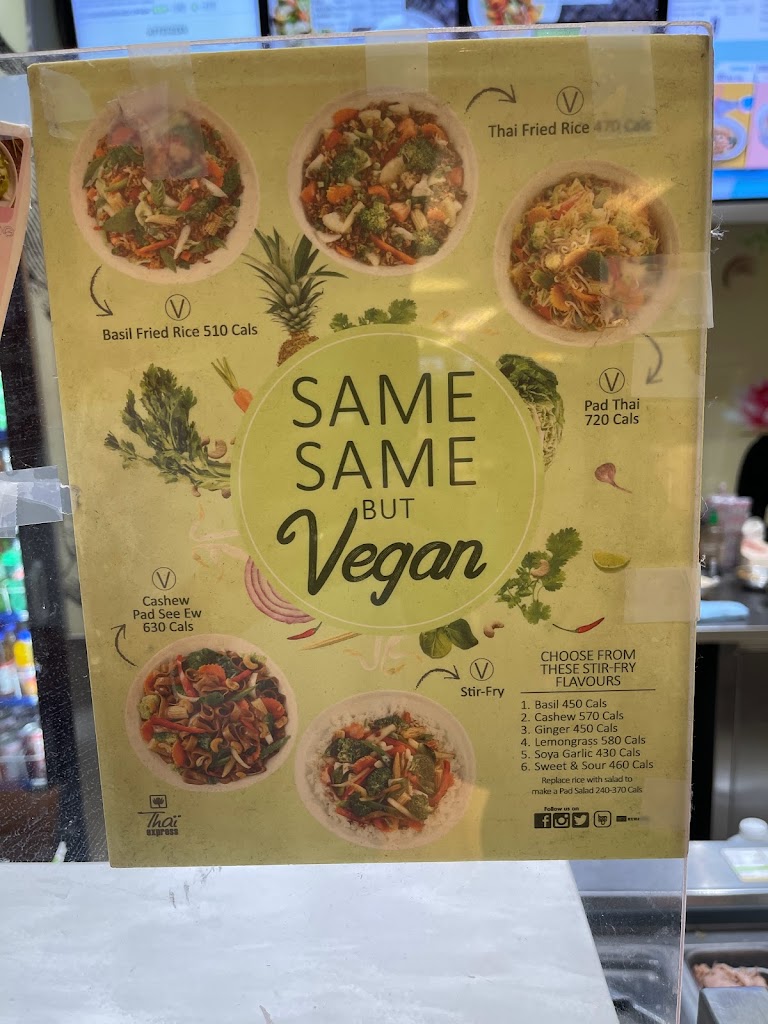 Thai Fried Rice 470 Cals
Basil Fried Rice 510 Cals
Pad Thai
720 Cals
SAME
SAME
BUT
Vegan
Cashew
Pad See Ew
630 Cals
Stir-Fry
CHOOSE FROM
THESE STIR-FRY
FLAVOURS
1. Basil 450 Cals
2. Cashew 570 Cals
3. Ginger 450 Cals
4. Lemongrass 580 Cals
5. Soya Garlic 430 Cals
6. Sweet & Sour 460 Cals
Replace rice with salad to
make a Pad Salad 240-370 Cals
Thaï
express
Follow us on